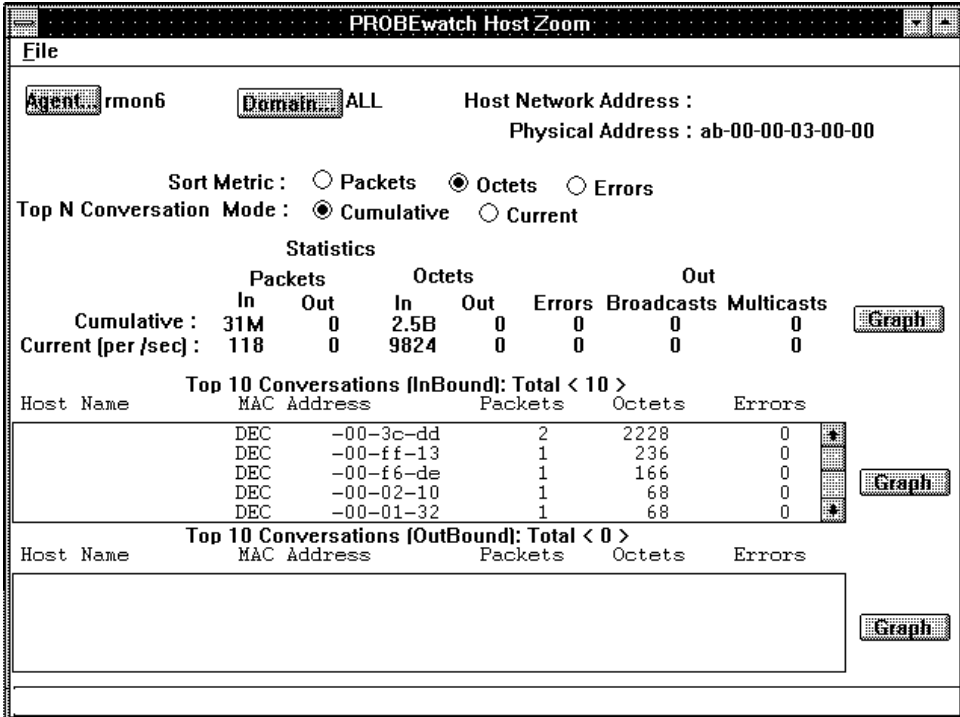 PROBEwatch Host Zoom
File
Agent... rmon6 Domain... ALL Host Network Address :
Physical Address : ab-00-00-03-00-00
Sort Metric : Packets Octets Errors
Top N Conversation Mode : Cumulative Current
Statistics
Packets Octets Out
In Out In Out Errors Broadcasts Multicasts
Cumulative : 31M 0 2.5B 0 0 0 0 Graph
Current (per /sec) : 118 0 9824 0 0 0 0
Top 10 Conversations (InBound): Total < 10 >
Host Name MAC Address Packets Octets Errors
DEC -00-3c-dd 2 2228 0
DEC -00-ff-13 1 236 0
DEC -00-f6-de 1 166 0
Graph
DEC -00-02-10 1 68 0
DEC -00-01-32 1 68 0
Top 10 Conversations (OutBound): Total < 0 >
Host Name MAC Address Packets Octets Errors
Graph